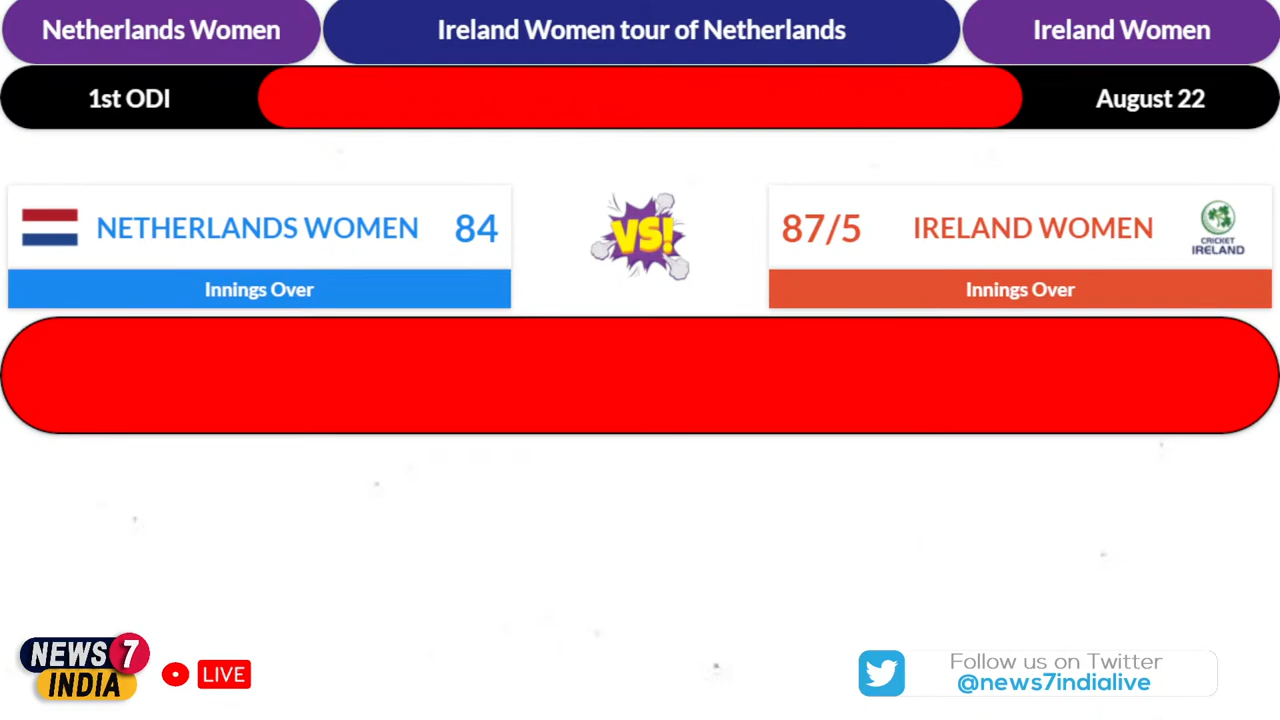 Netherlands Women
Ireland Women tour of Netherlands
Ireland Women
1st ODI
August 22
NETHERLANDS WOMEN 84
VS!
87/5 IRELAND WOMEN
CRICKET
IRELAND
Innings Over
Innings Over
NEWS 7
INDIA
LIVE
Follow us on Twitter
@news7indialive